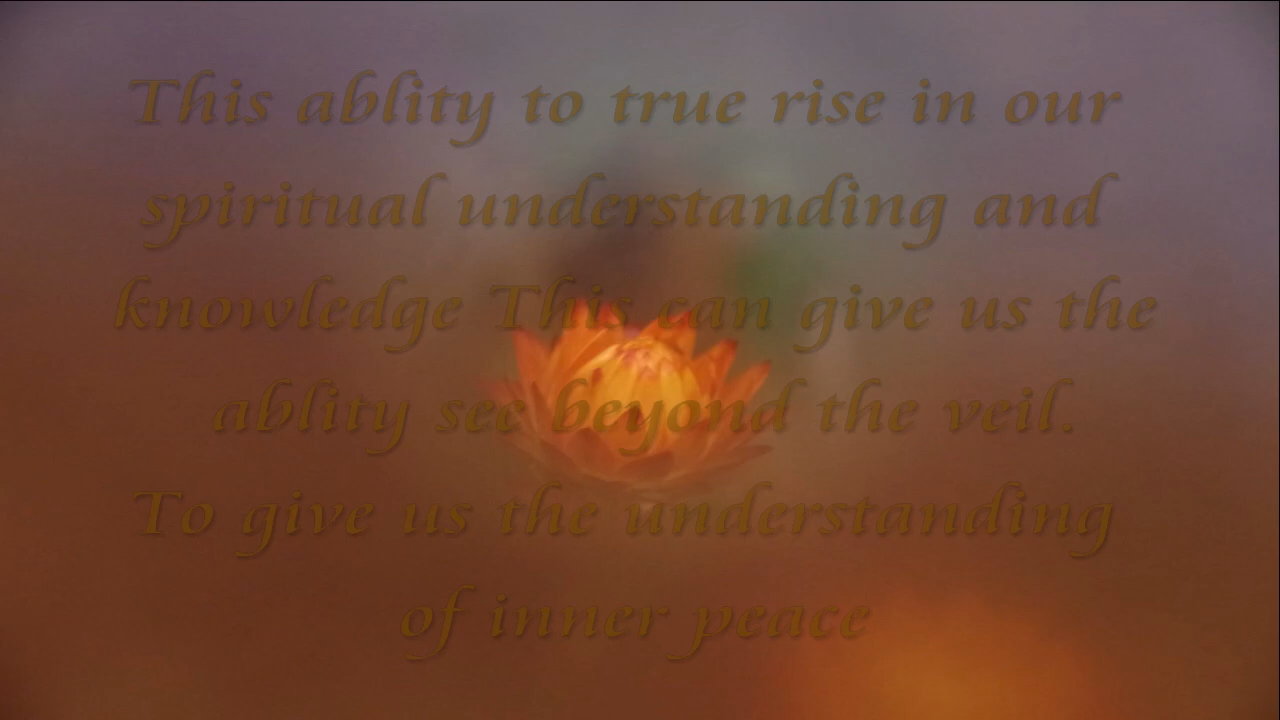 This ablity to true rise in our
spiritual understanding and
knowledge This can give us the
ablity see beyond the veil.
To give us the understanding
of inner peace